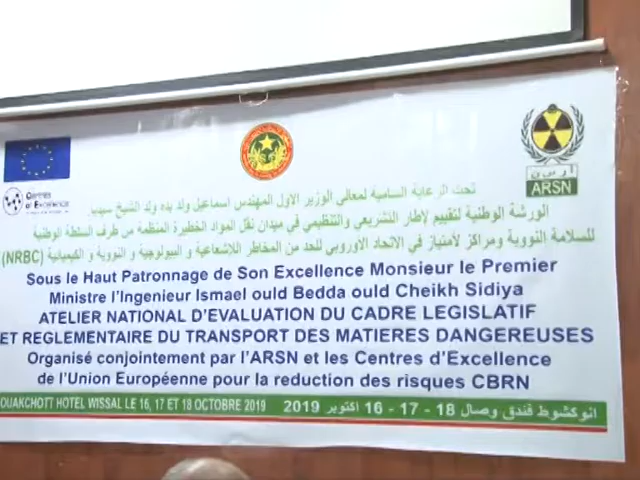 ARSN
Centres
of Excellence
أ ر س ن
ARSN
تحت الرعاية السامية لمعالي الوزير الأول المهندس اسماعيل ولد بده ولد الشيخ سيديا
الورشة الوطنية لتقييم لإطار التشريعي والتنظيمي في ميدان نقل المواد الخطيرة المنظمة من طرف السلطة الوطنية
للسلامة النووية ومراكز لأمتياز في الاتحاد الأوروبي للحد من المخاطر اللاشعاعية و البيولوجية و النووية و الكيميائية (NRBC)
Sous le Haut Patronnage de Son Excellence Monsieur le Premier
Ministre l'Ingenieur Ismael ould Bedda ould Cheikh Sidiya
ATELIER NATIONAL D'EVALUATION DU CADRE LEGISLATIF
ET REGLEMENTAIRE DU TRANSPORT DES MATIERES DANGEREUSES
Organisé conjointement par l'ARSN et les Centres d'Excellence
de l'Union Européenne pour la reduction des risques CBRN
OUAKCHOTT HOTEL WISSAL LE 16, 17 ET 18 OCTOBRE 2019 انوكشوط فندق وصال 18 - 17 - 16 اكتوبر 2019